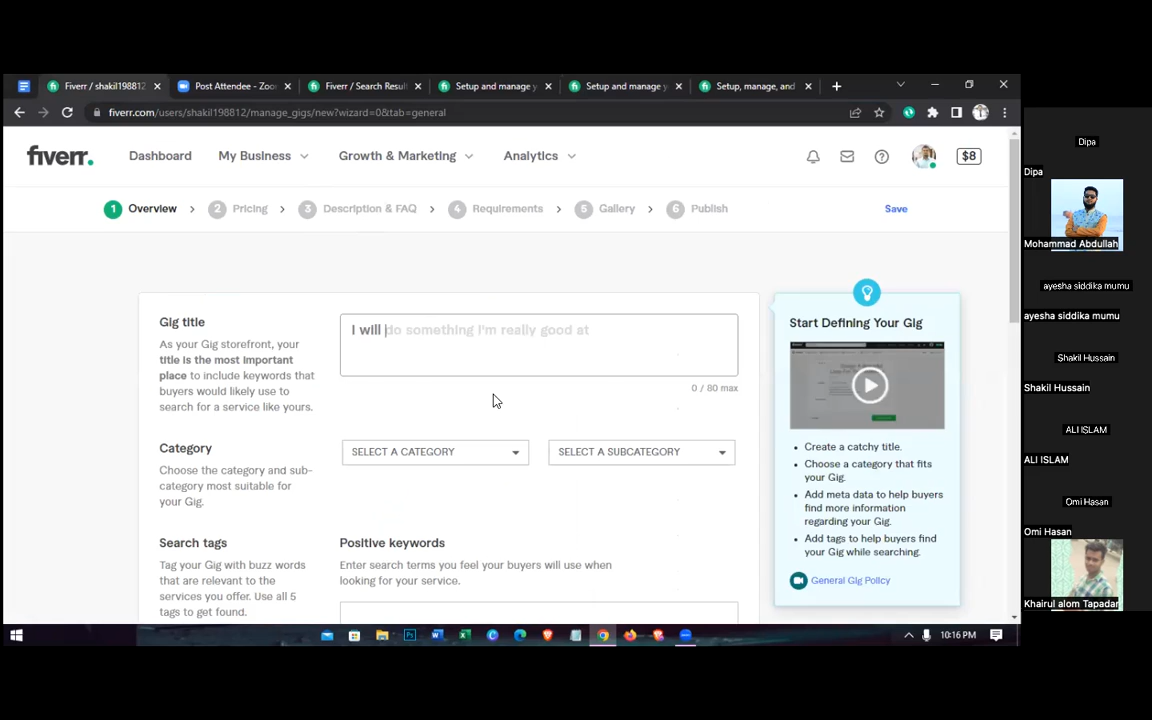 Fiverr / shakil198812
Post Attendee - Zoo
Fiverr / Search Resul
Setup and manage y
Setup and manage y
Setup, manage, and
fiverr.com/users/shakil198812/manage_gigs/new?wizard=0&tab=general
fiverr.
Dashboard
My Business
Growth & Marketing
Analytics
$8
1 Overview
2 Pricing
3 Description & FAQ
4 Requirements
5 Gallery
6 Publish
Save
Gig title
As your Gig storefront, your
title is the most important
place to include keywords that
buyers would likely use to
search for a service like yours.
I will do something I'm really good at
0 / 80 max
Category
Choose the category and sub-
category most suitable for
your Gig.
SELECT A CATEGORY
SELECT A SUBCATEGORY
Search tags
Tag your Gig with buzz words
that are relevant to the
services you offer. Use all 5
tags to get found.
Positive keywords
Enter search terms you feel your buyers will use when
looking for your service.
Start Defining Your Gig
Create a catchy title.
Choose a category that fits
your Gig.
Add meta data to help buyers
find more information
regarding your Gig.
Add tags to help buyers find
your Gig while searching.
General Gig Policy
10:16 PM
Dipa
Dipa
Mohammad Abdullah
ayesha siddika mumu
ayesha siddika mumu
Shakil Hussain
Shakil Hussain
ALI ISLAM
ALI ISLAM
Omi Hasan
Omi Hasan
Khairul alom Tapadar